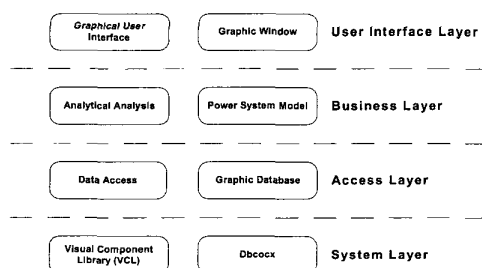 Graphical User
Interface
Graphic Window
User Interface Layer
Analytical Analysis
Power System Model
Business Layer
Data Access
Graphic Database
Access Layer
Visual Component
Library (VCL)
Dbcocx
System Layer